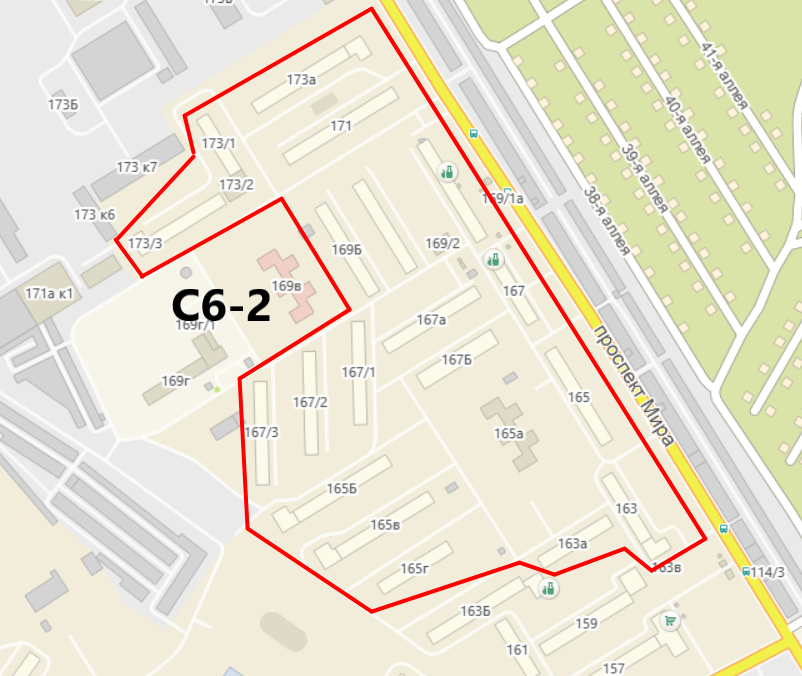 173в
41-я аллея
173а
173Б
40-я аллея
171
173/1
39-я аллея
173 к7
173/2
38-я аллея
169/1а
173 к6
173/3
169Б
169/2
169в
167
171а к1
С6-2
169г/1
167а
проспект Мира
167Б
167/1
169г
165
167/2
167/3
165а
165Б
163
165в
163а
165г
163в
114/3
163Б
159
161
157